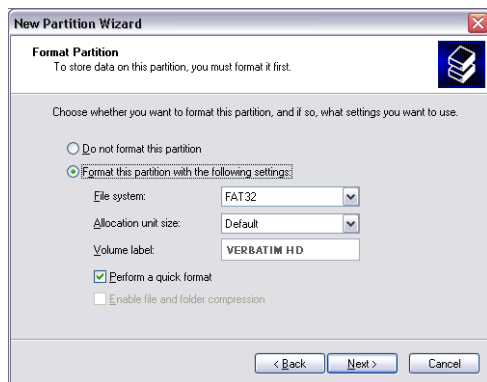 New Partition Wizard
Format Partition
To store data on this partition, you must format it first.
Choose whether you want to format this partition, and if so, what settings you want to use.
Do not format this partition
Format this partition with the following settings:
File system: FAT32
Allocation unit size: Default
Volume label: VERBATIM HD
Perform a quick format
Enable file and folder compression
< Back Next > Cancel